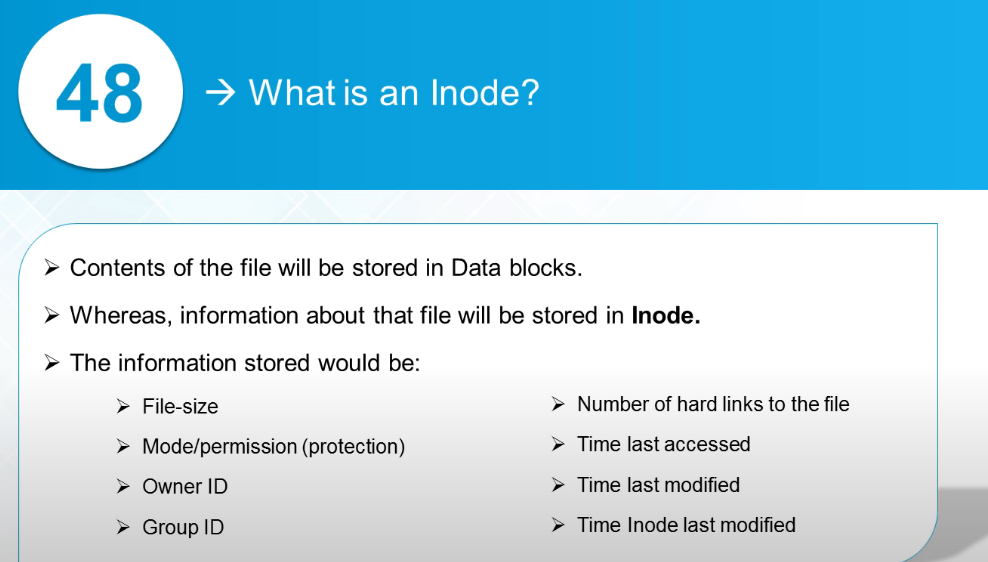 48
→ What is an Inode?
➢ Contents of the file will be stored in Data blocks.
➢ Whereas, information about that file will be stored in Inode.
➢ The information stored would be:
➢ File-size
➢ Mode/permission (protection)
➢ Owner ID
➢ Group ID
➢ Number of hard links to the file
➢ Time last accessed
➢ Time last modified
➢ Time Inode last modified